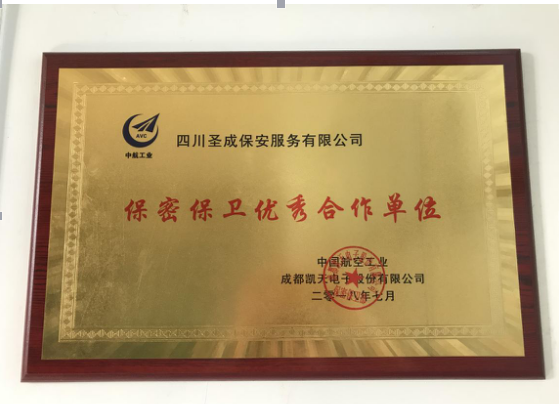 AVC
中航工业
四川圣成保安服务有限公司
保密保卫优秀合作单位
中国航空工业
成都凯天电子股份有限公司
二零一八年七月